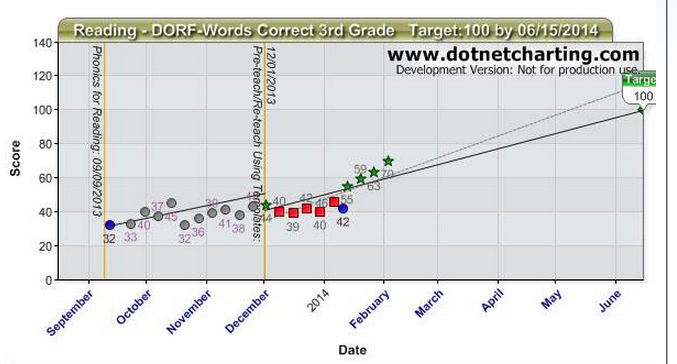 Reading - DORF-Words Correct 3rd Grade Target:100 by 06/15/2014
www.dotnetcharting.com
Development Version: Not for production use.
Score
140
120
100
80
60
40
20
0
Phonics for Reading: 09/09/2013
12/01/2013
Pre-teach/Re-teach Using Templates:
Targe
100
32
33
40
37
45
32
36
39
41
38
44
40
39
42
40
46
42
55
59
63
70
September
October
November
December
2014
February
March
April
May
June
Date